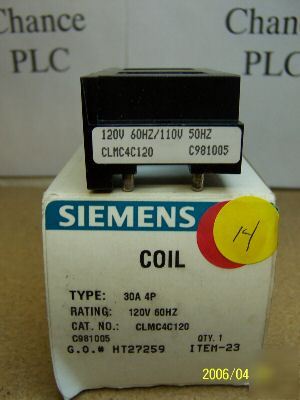 Chance
PLC
Chance
PLC
120V 60HZ/110V 50HZ
CLMC4C120 C981005
SIEMENS
14
COIL
TYPE: 30A 4P
RATING: 120V 60HZ
CAT. NO.: CLMC4C120
C981005 QTY. 1
G.O.# HT27259 ITEM-23
2006/04